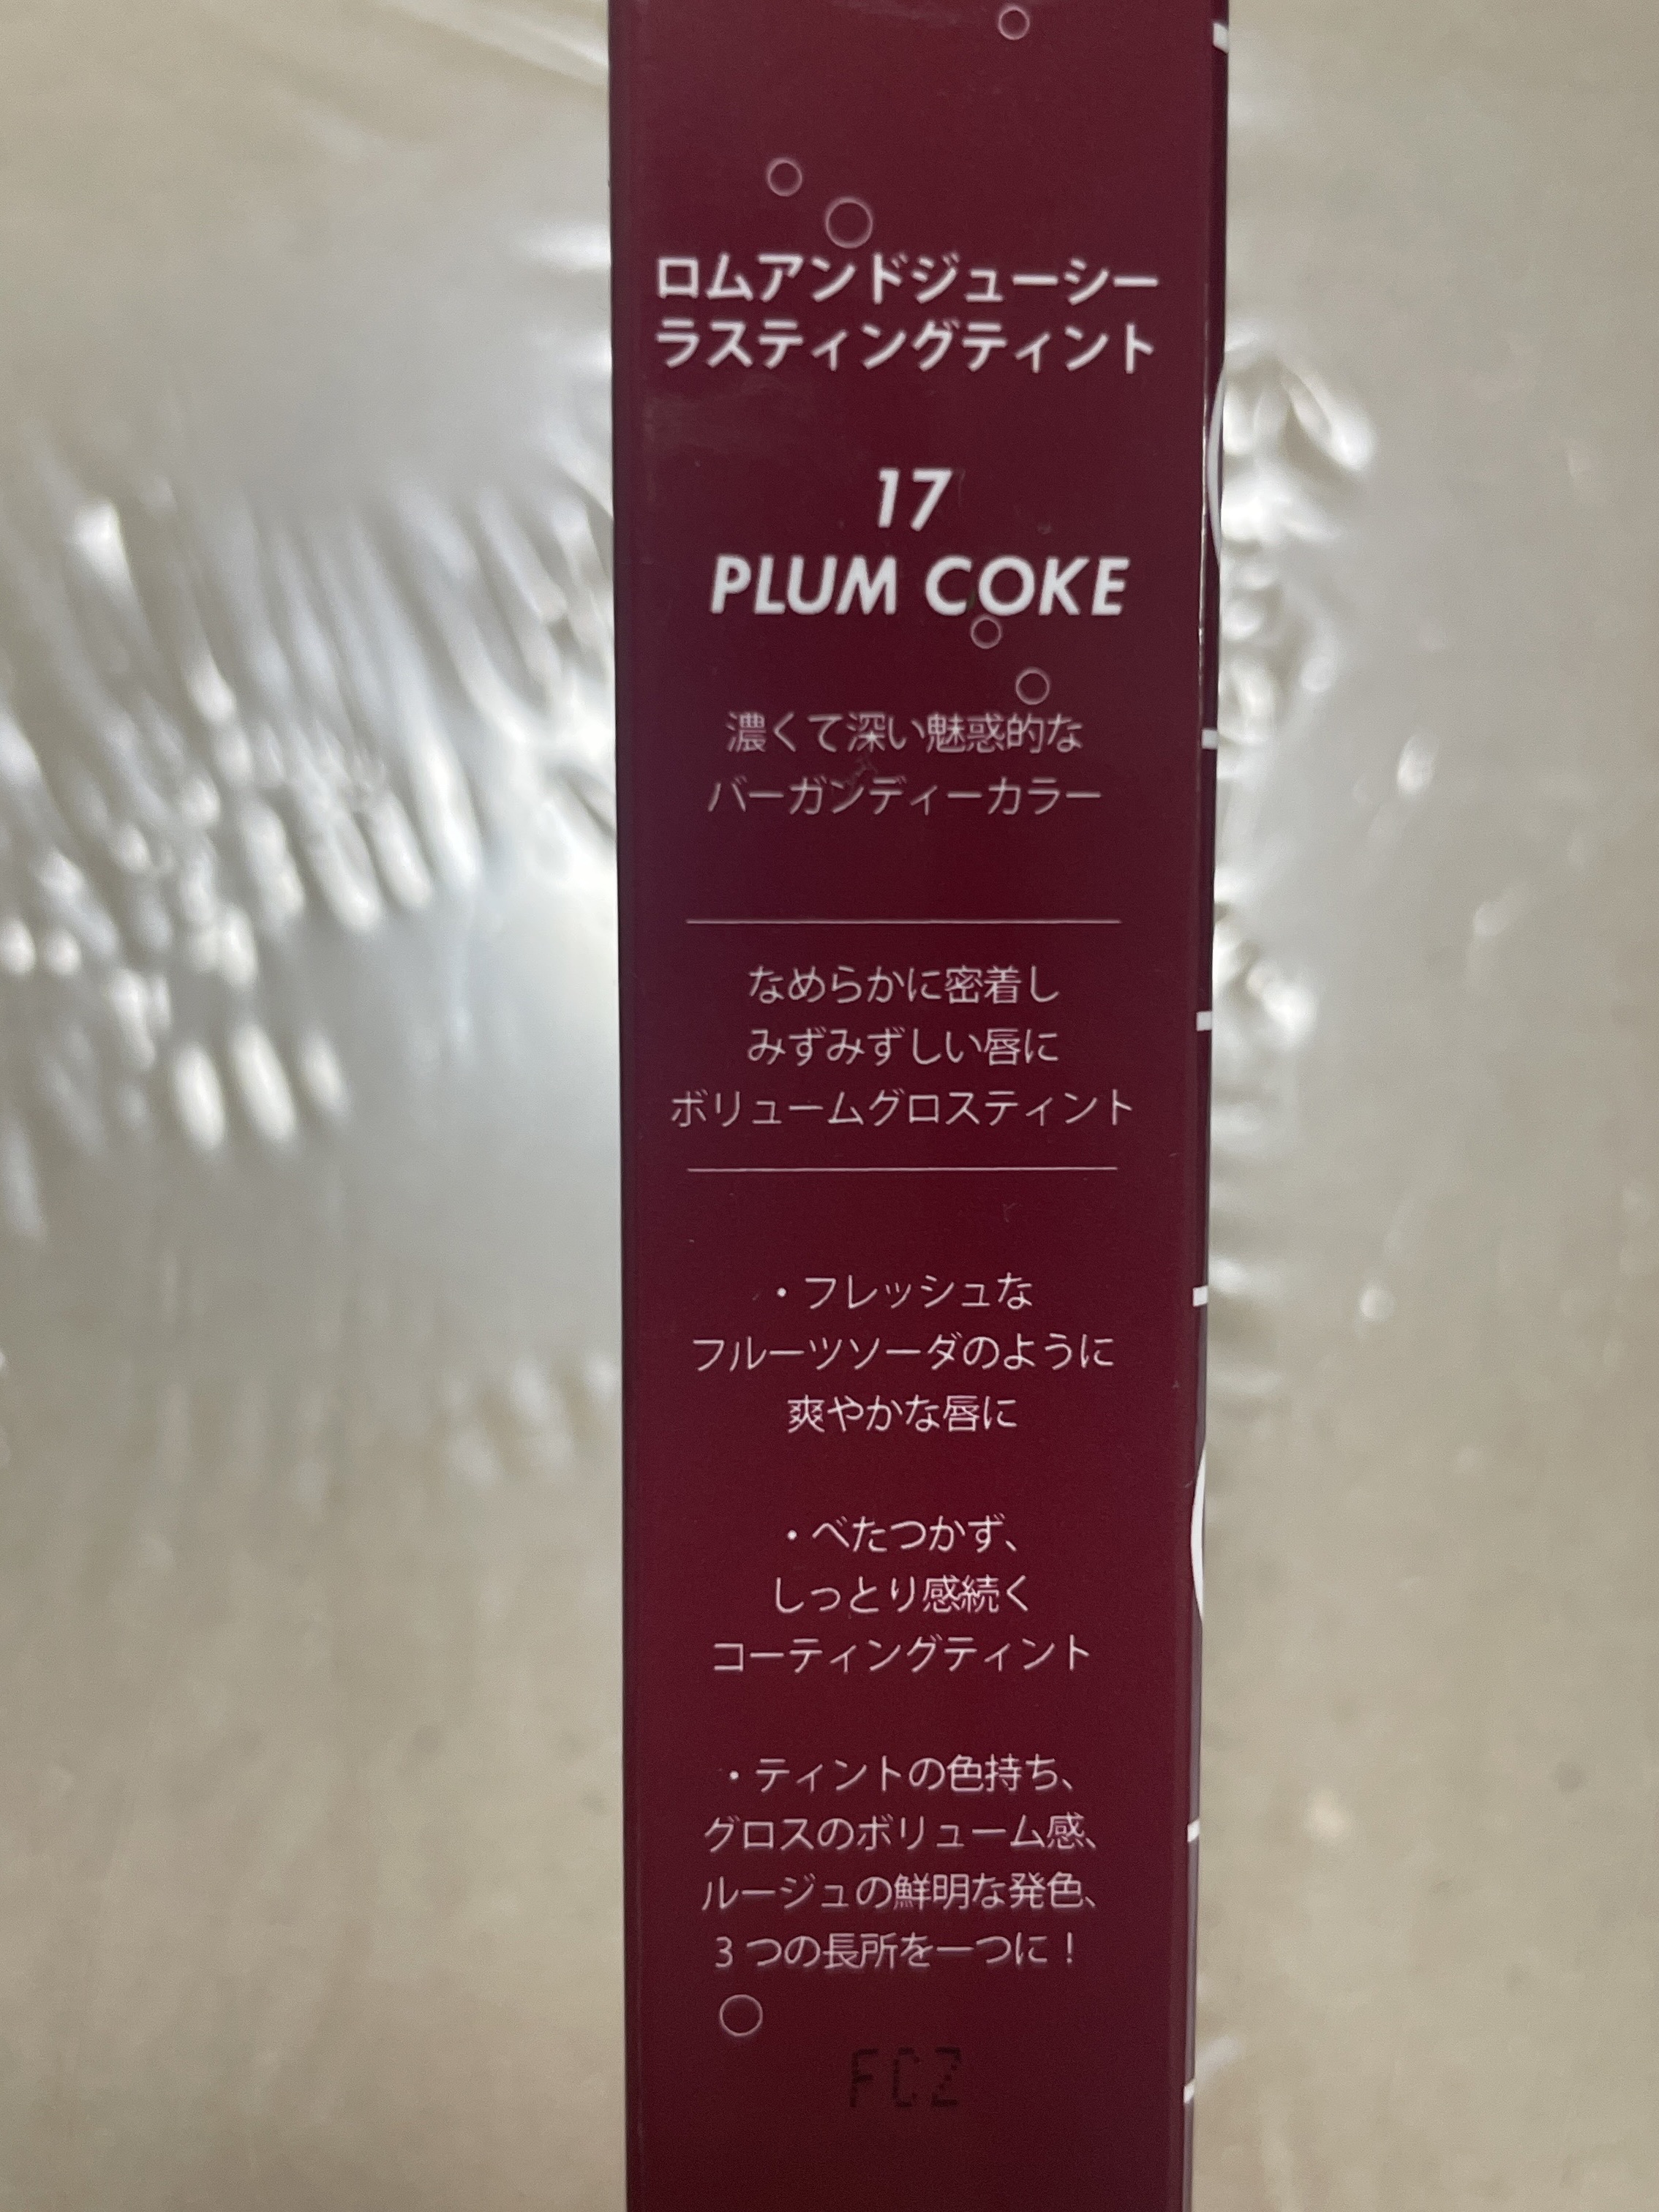 ロムアンドジューシー
ラスティングティント
17
PLUM COKE
濃くて深い魅惑的な
バーガンディーカラー
なめらかに密着し
みずみずしい唇に
ボリュームグロスティント
・フレッシュな
フルーツソーダのように
爽やかな唇に
・べたつかず、
しっとり感続く
コーティングティント
・ティントの色持ち、
グロスのボリューム感、
ルージュの鮮明な発色、
3つの長所を一つに！
FCZ